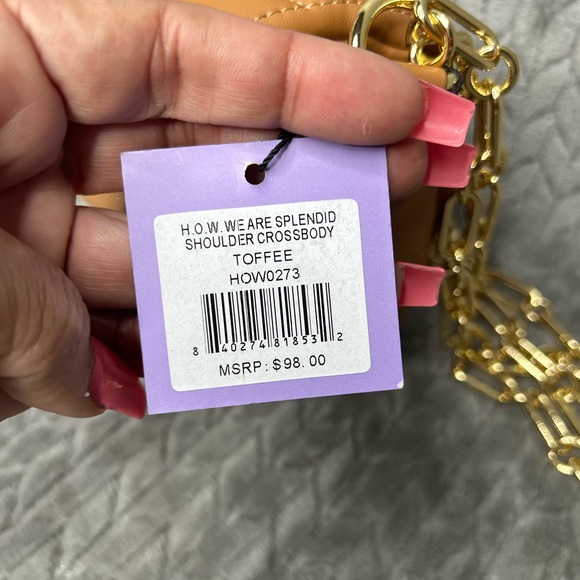 H.O.W. WE ARE SPLENDID
SHOULDER CROSSBODY
TOFFEE
HOW0273
8 40274 81853 2
MSRP: $98.00